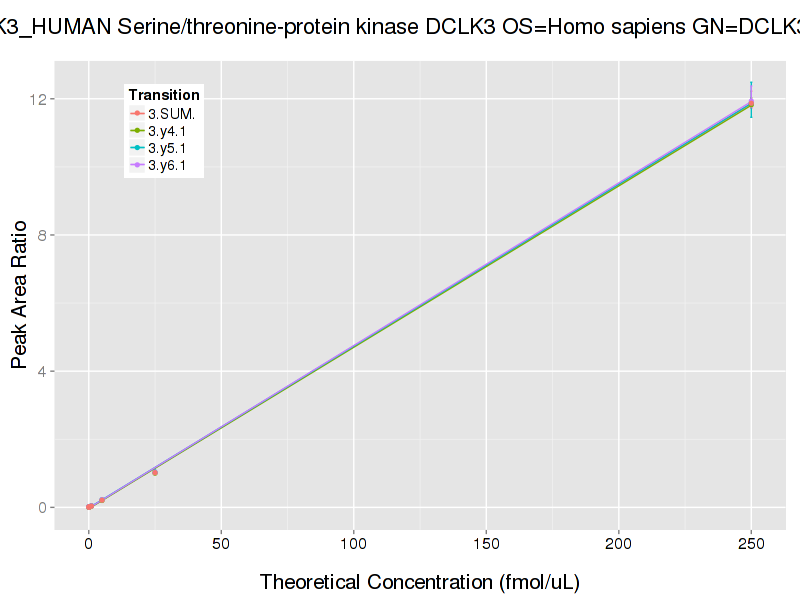 K3_HUMAN Serine/threonine-protein kinase DCLK3 OS=Homo sapiens GN=DCLK3
Transition
3.SUM.
3.y4.1
3.y5.1
3.y6.1
12
8
4
0
Peak Area Ratio
0 50 100 150 200 250
Theoretical Concentration (fmol/uL)